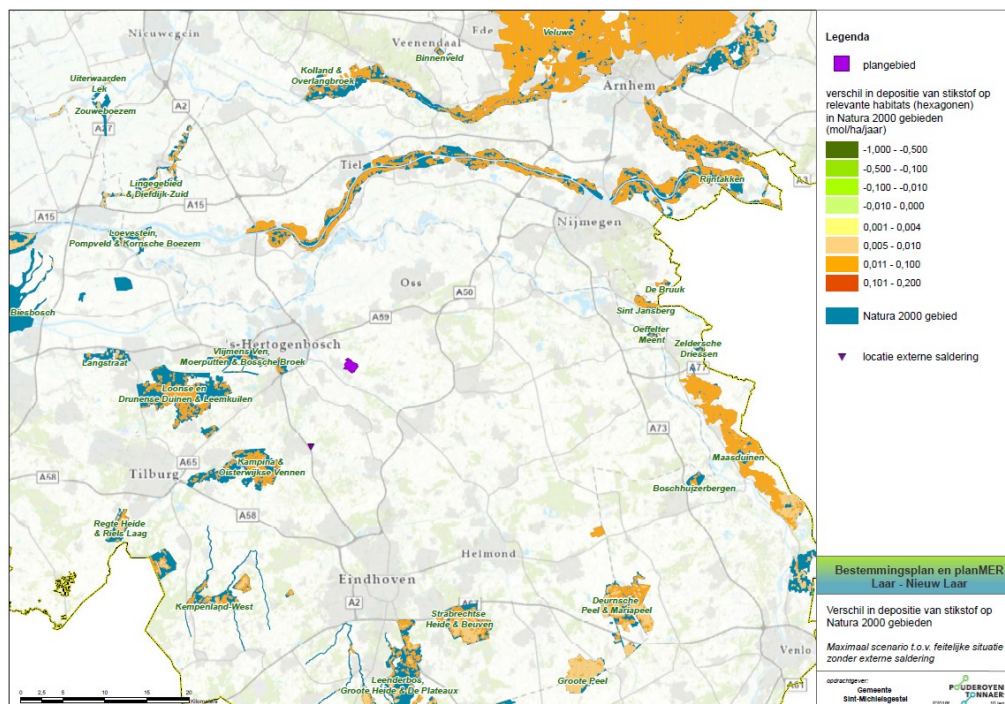 Nieuwegein
Veenendaal
Ede
Veluwe
Binnenveld
Kolland &
Overlangbroek
Arnhem
Uiterwaarden
Lek
Zouweboezem
A2
A27
Lingegebied
& Diefdijk-Zuid
Tiel
Rijntakken
A3
A15
A15
Nijmegen
Loevestein,
Pompveld & Kornsche Boezem
Biesbosch
Oss
A50
A59
De Bruuk
Sint Jansberg
Oeffelter
Meent
Zeldersche
Driessen
A77
's-Hertogenbosch
Vlijmens Ven,
Moerputten & Bossche Broek
Langstraat
Loonse en
Drunense Duinen & Leemkuilen
A73
Maasduinen
Boschhuizerbergen
A65
Tilburg
A58
Kampina &
Oisterwijkse Vennen
A58
Regte Heide
& Riels Laag
Helmond
Eindhoven
Kempenland-West
A2
A67
Strabrechtse
Heide & Beuven
Deurnsche
Peel & Mariapeel
Leenderbos,
Groote Heide & De Plateaux
Groote Peel
Venlo
A61
0 2,5 5 10 15 20
Kilometers
Legenda
plangebied
verschil in depositie van stikstof op
relevante habitats (hexagonen)
in Natura 2000 gebieden
(mol/ha/jaar)
-1,000 - -0,500
-0,500 - -0,100
-0,100 - -0,010
-0,010 - 0,000
0,001 - 0,004
0,005 - 0,010
0,011 - 0,100
0,101 - 0,200
Natura 2000 gebied
locatie externe saldering
Bestemmingsplan en planMER
Laar - Nieuw Laar
Verschil in depositie van stikstof op
Natura 2000 gebieden
Maximaal scenario t.o.v. feitelijke situatie
zonder externe saldering
opdrachtgever:
Gemeente
Sint-Michielsgestel
POUDEROYEN
TONNAER